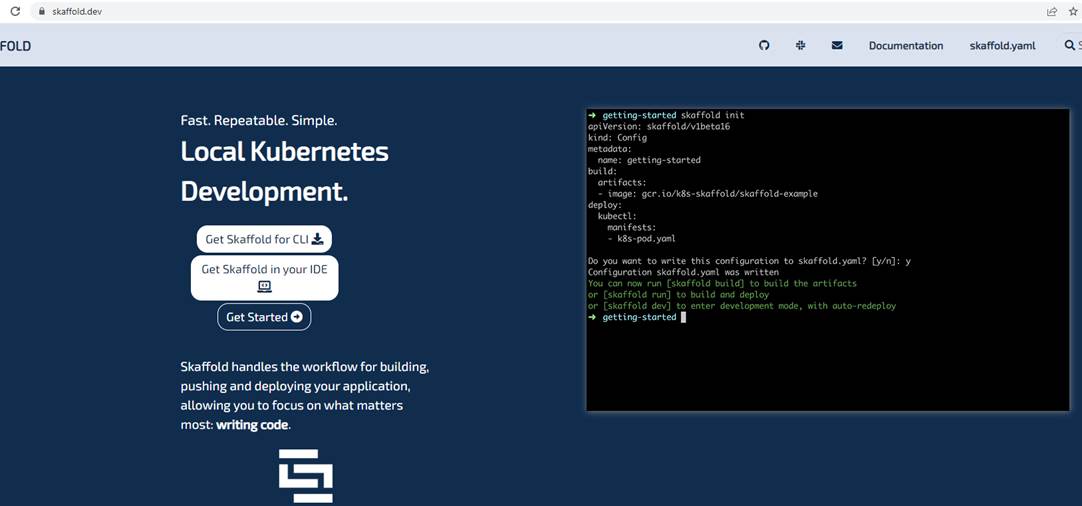 skaffold.dev
FOLD
Documentation
skaffold.yaml
Fast. Repeatable. Simple.
Local Kubernetes
Development.
Get Skaffold for CLI
Get Skaffold in your IDE
Get Started
Skaffold handles the workflow for building,
pushing and deploying your application,
allowing you to focus on what matters
most: writing code.
➜ getting-started skaffold init
apiVersion: skaffold/v1beta16
kind: Config
metadata:
  name: getting-started
build:
  artifacts:
  - image: gcr.io/k8s-skaffold/skaffold-example
deploy:
  kubectl:
    manifests:
    - k8s-pod.yaml
Do you want to write this configuration to skaffold.yaml? [y/n]: y
Configuration skaffold.yaml was written
You can now run [skaffold build] to build the artifacts
or [skaffold run] to build and deploy
or [skaffold dev] to enter development mode, with auto-redeploy
➜ getting-started